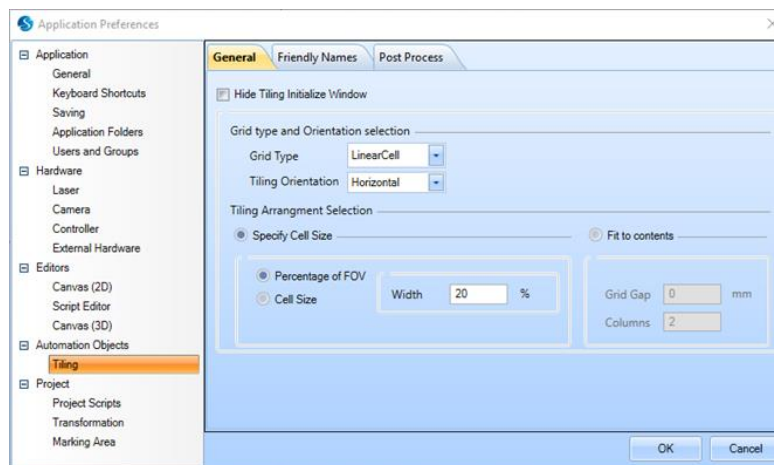 Application Preferences
Application
General
Keyboard Shortcuts
Saving
Application Folders
Users and Groups
Hardware
Laser
Camera
Controller
External Hardware
Editors
Canvas (2D)
Script Editor
Canvas (3D)
Automation Objects
Tiling
Project
Project Scripts
Transformation
Marking Area
General Friendly Names Post Process
Hide Tiling Initialize Window
Grid type and Orientation selection
Grid Type LinearCell
Tiling Orientation Horizontal
Tiling Arrangment Selection
Specify Cell Size
Percentage of FOV
Cell Size
Width 20 %
Fit to contents
Grid Gap 0 mm
Columns 2
OK Cancel